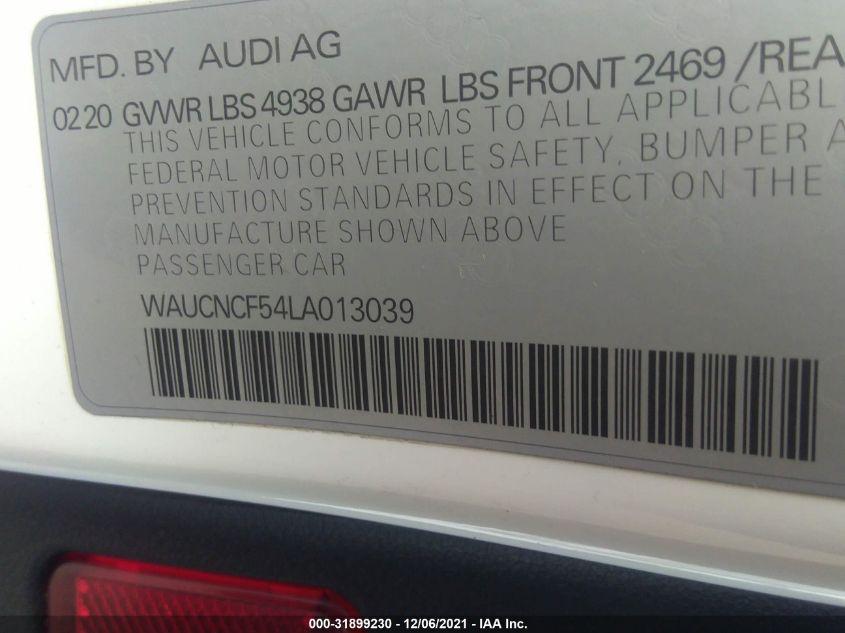 MFD. BY AUDI AG
02 20 GVWR LBS 4938 GAWR LBS FRONT 2469 /REA
THIS VEHICLE CONFORMS TO ALL APPLICABL
FEDERAL MOTOR VEHICLE SAFETY, BUMPER A
PREVENTION STANDARDS IN EFFECT ON THE
MANUFACTURE SHOWN ABOVE
PASSENGER CAR
WAUCNCF54LA013039
000-31899230 - 12/06/2021 - IAA Inc.